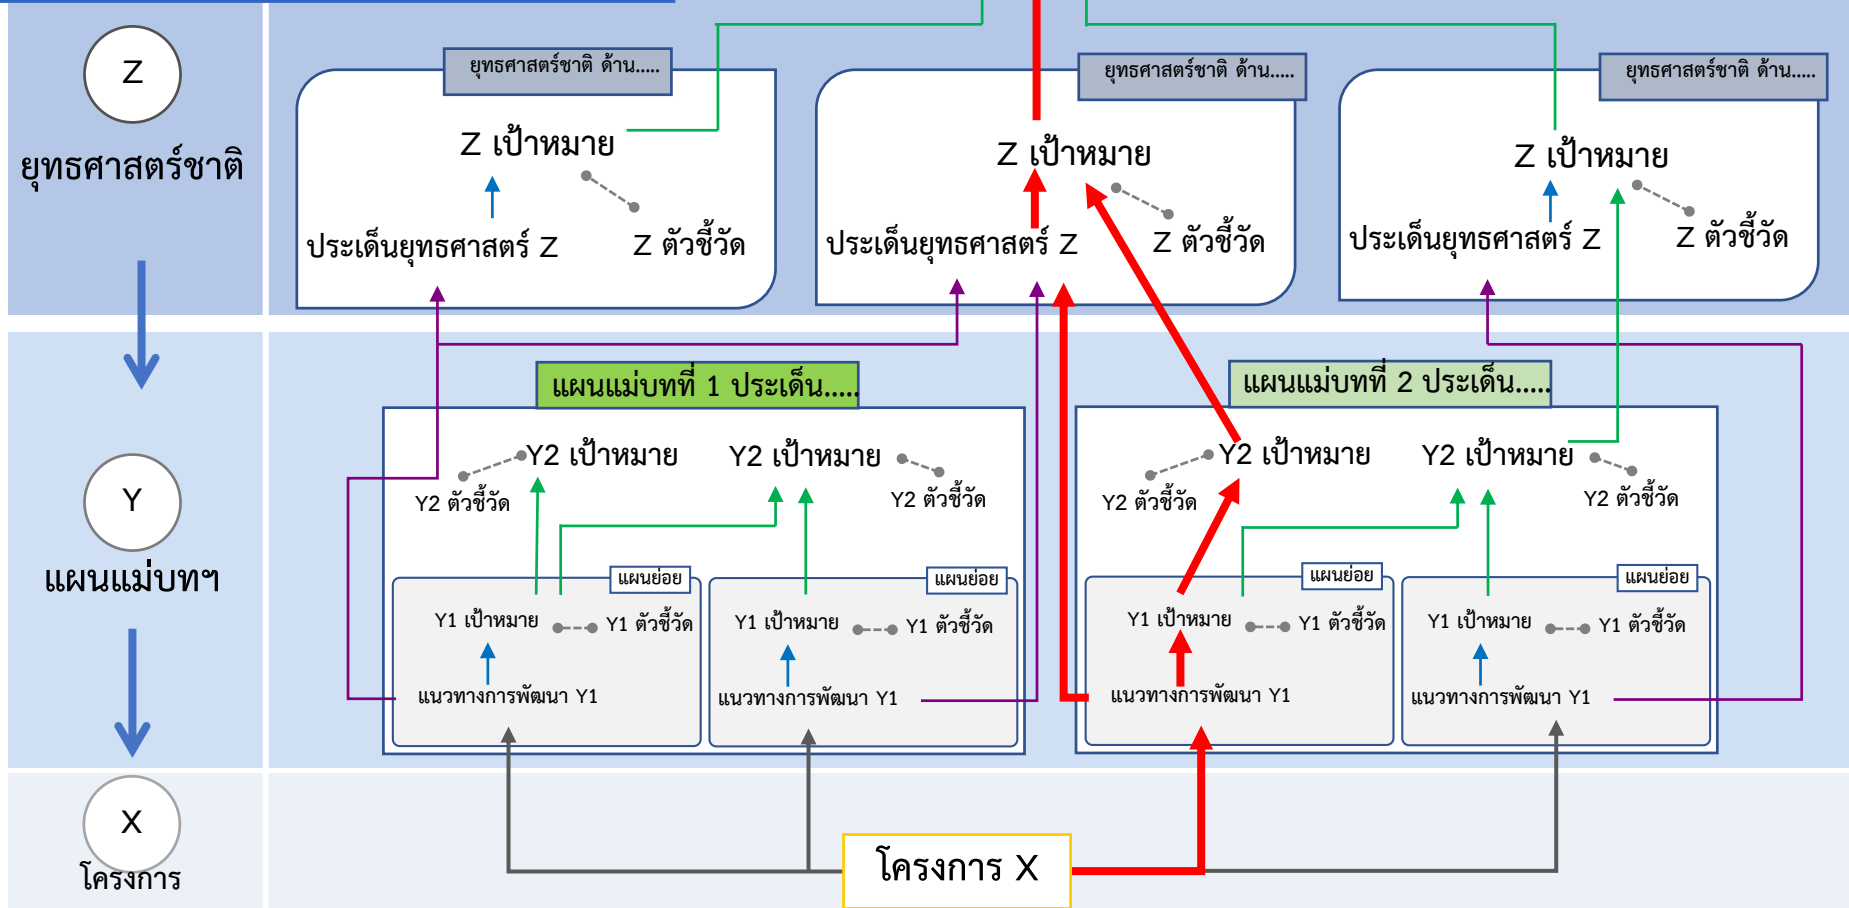 Z
ยุทธศาสตร์ชาติ
ยุทธศาสตร์ชาติ ด้าน.....
Z เป้าหมาย
ประเด็นยุทธศาสตร์ Z
Z ตัวชี้วัด
ยุทธศาสตร์ชาติ ด้าน.....
Z เป้าหมาย
ประเด็นยุทธศาสตร์ Z
Z ตัวชี้วัด
ยุทธศาสตร์ชาติ ด้าน.....
Z เป้าหมาย
ประเด็นยุทธศาสตร์ Z
Z ตัวชี้วัด
Y
แผนแม่บทฯ
แผนแม่บทที่ 1 ประเด็น.....
Y2 เป้าหมาย
Y2 ตัวชี้วัด
Y2 เป้าหมาย
Y2 ตัวชี้วัด
แผนย่อย
Y1 เป้าหมาย
Y1 ตัวชี้วัด
แนวทางการพัฒนา Y1
แผนย่อย
Y1 เป้าหมาย
Y1 ตัวชี้วัด
แนวทางการพัฒนา Y1
แผนแม่บทที่ 2 ประเด็น.....
Y2 เป้าหมาย
Y2 ตัวชี้วัด
Y2 เป้าหมาย
Y2 ตัวชี้วัด
แผนย่อย
Y1 เป้าหมาย
Y1 ตัวชี้วัด
แนวทางการพัฒนา Y1
แผนย่อย
Y1 เป้าหมาย
Y1 ตัวชี้วัด
แนวทางการพัฒนา Y1
X
โครงการ
โครงการ X